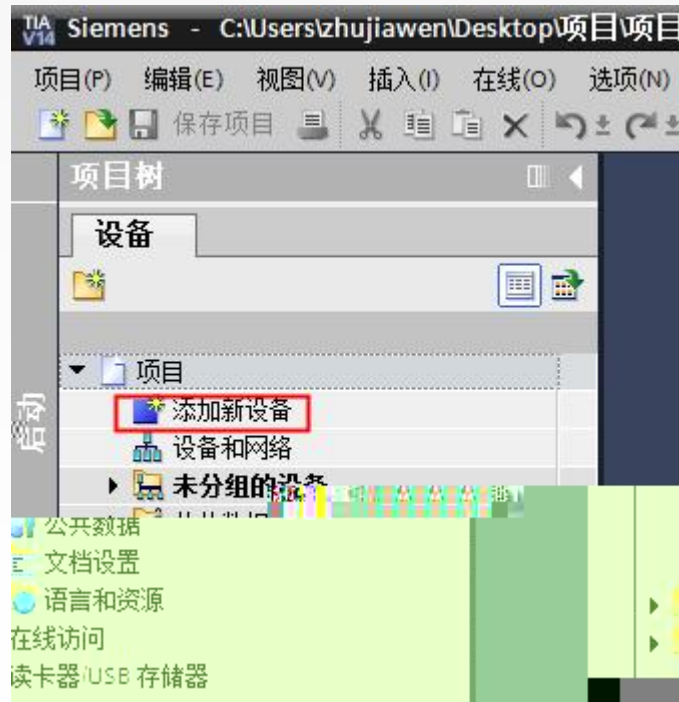 TIA V14 Siemens - C:\Users\zhujiawen\Desktop\项目\项目
项目(P) 编辑(E) 视图(V) 插入(I) 在线(O) 选项(N)
保存项目
项目树
设备
项目
添加新设备
设备和网络
未分组的设备
公共数据
文档设置
语言和资源
在线访问
读卡器/USB 存储器
启动